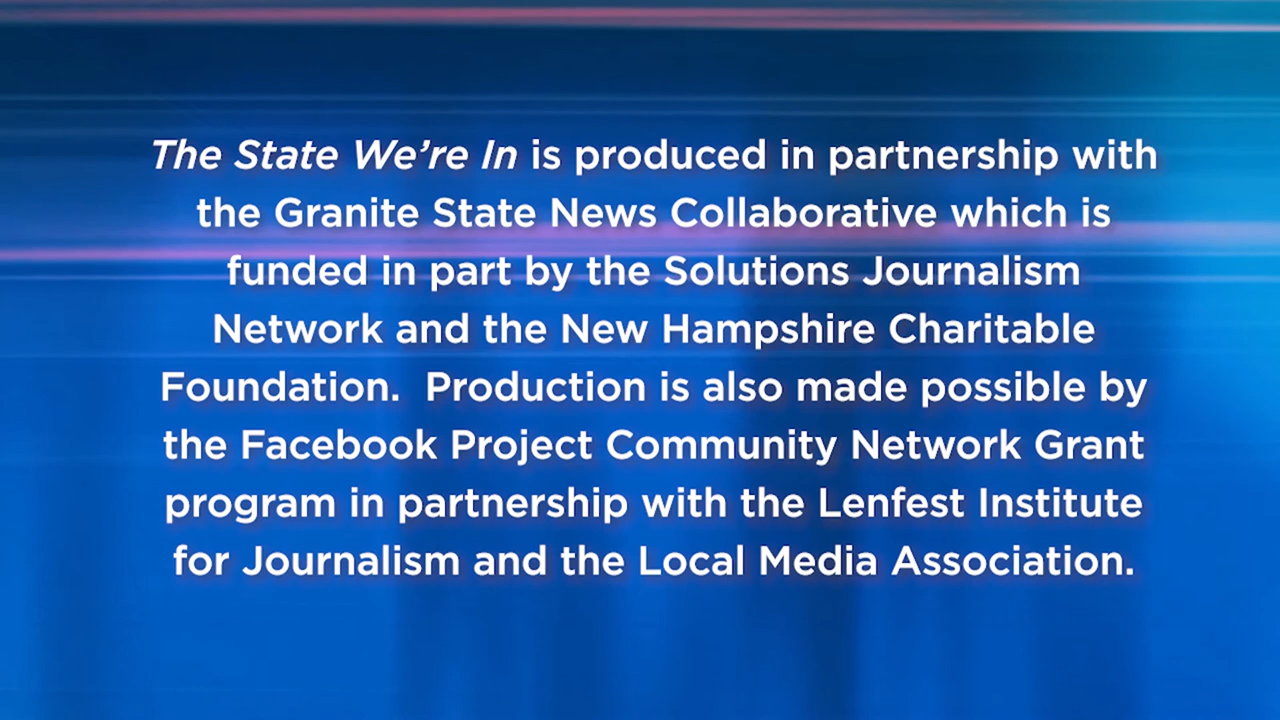 The State We're In is produced in partnership with
the Granite State News Collaborative which is
funded in part by the Solutions Journalism
Network and the New Hampshire Charitable
Foundation.  Production is also made possible by
the Facebook Project Community Network Grant
program in partnership with the Lenfest Institute
for Journalism and the Local Media Association.